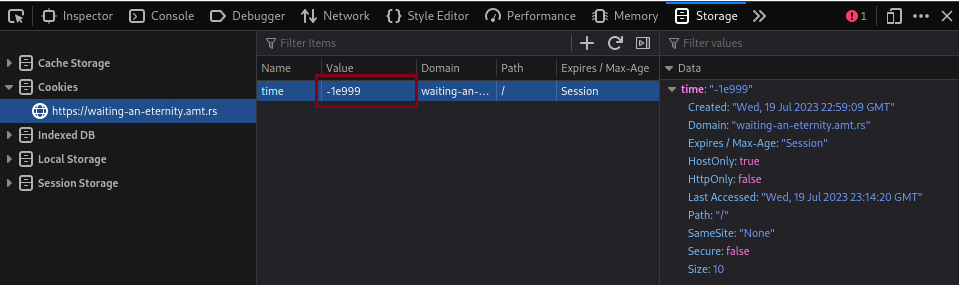 Inspector Console Debugger Network Style Editor Performance Memory Storage 1
Filter Items
Filter values
Cache Storage
Cookies
https://waiting-an-eternity.amt.rs
Indexed DB
Local Storage
Session Storage
Name Value Domain Path Expires / Max-Age
time -1e999 waiting-an-... / Session
Data
time: "-1e999"
Created: "Wed, 19 Jul 2023 22:59:09 GMT"
Domain: "waiting-an-eternity.amt.rs"
Expires / Max-Age: "Session"
HostOnly: true
HttpOnly: false
Last Accessed: "Wed, 19 Jul 2023 23:14:20 GMT"
Path: "/"
SameSite: "None"
Secure: false
Size: 10